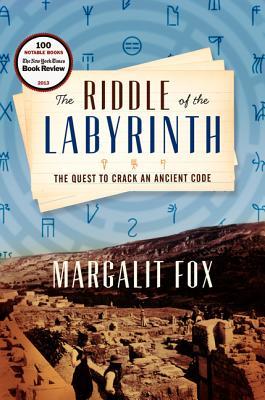 100
NOTABLE BOOKS
The New York Times
Book Review
2013
The RIDDLE of the
LABYRINTH
THE QUEST TO CRACK AN ANCIENT CODE
MARGALIT FOX